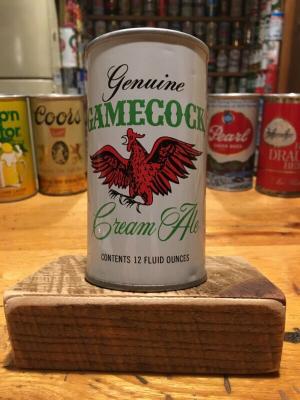 Genuine
GAMECOCK
Cream Ale
CONTENTS 12 FLUID OUNCES
Coors
Pearl